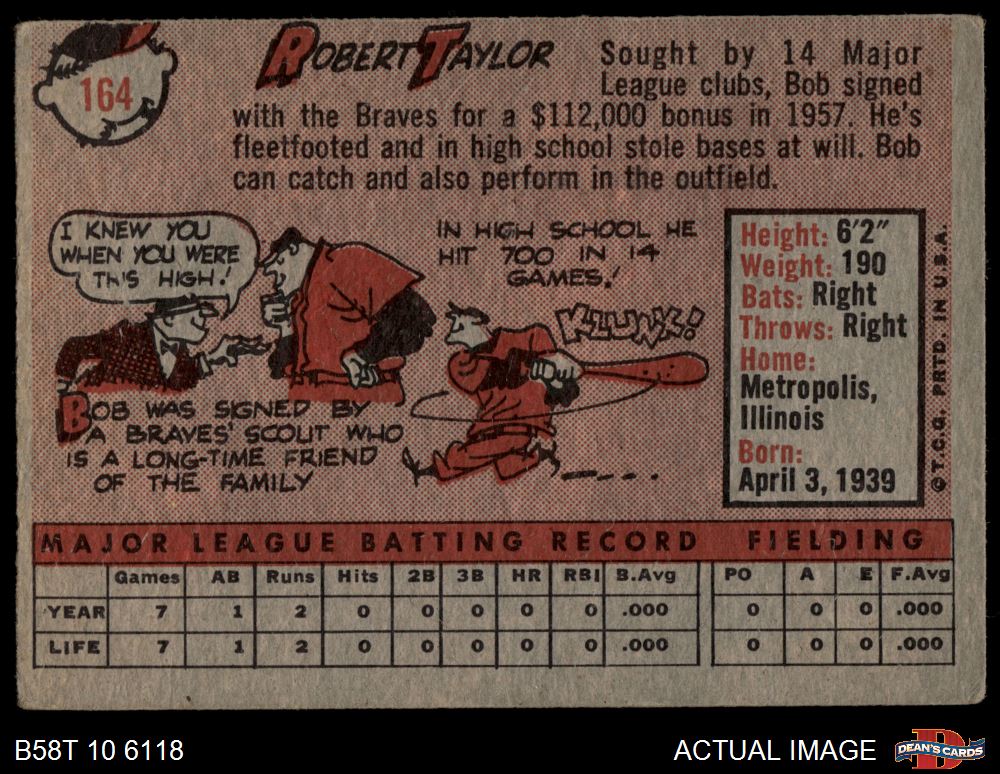 164
ROBERT TAYLOR
Sought by 14 Major
League clubs, Bob signed
with the Braves for a $112,000 bonus in 1957. He's
fleetfooted and in high school stole bases at will. Bob
can catch and also perform in the outfield.
I KNEW YOU
WHEN YOU WERE
THIS HIGH!
BOB WAS SIGNED BY
A BRAVES' SCOUT WHO
IS A LONG-TIME FRIEND
OF THE FAMILY
IN HIGH SCHOOL HE
HIT 700 IN 14
GAMES!
KLUNK!
Height: 6'2"
Weight: 190
Bats: Right
Throws: Right
Home:
Metropolis,
Illinois
Born:
April 3, 1939
© T.C.G. PRTD. IN U.S.A.
MAJOR LEAGUE BATTING RECORD FIELDING
Games AB Runs Hits 2B 3B HR RBI B.Avg PO A E F.Avg
YEAR 7 1 2 0 0 0 0 0 .000 0 0 0 .000
LIFE 7 1 2 0 0 0 0 0 .000 0 0 0 .000
B58T 10 6118
ACTUAL IMAGE
DEAN'S CARDS